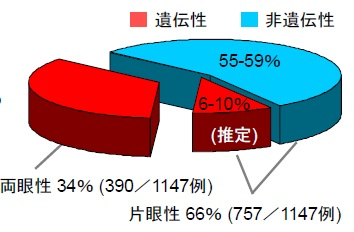 遺伝性 非遺伝性
55-59%
6-10%
(推定)
両眼性 34% (390／1147例)
片眼性 66% (757／1147例)